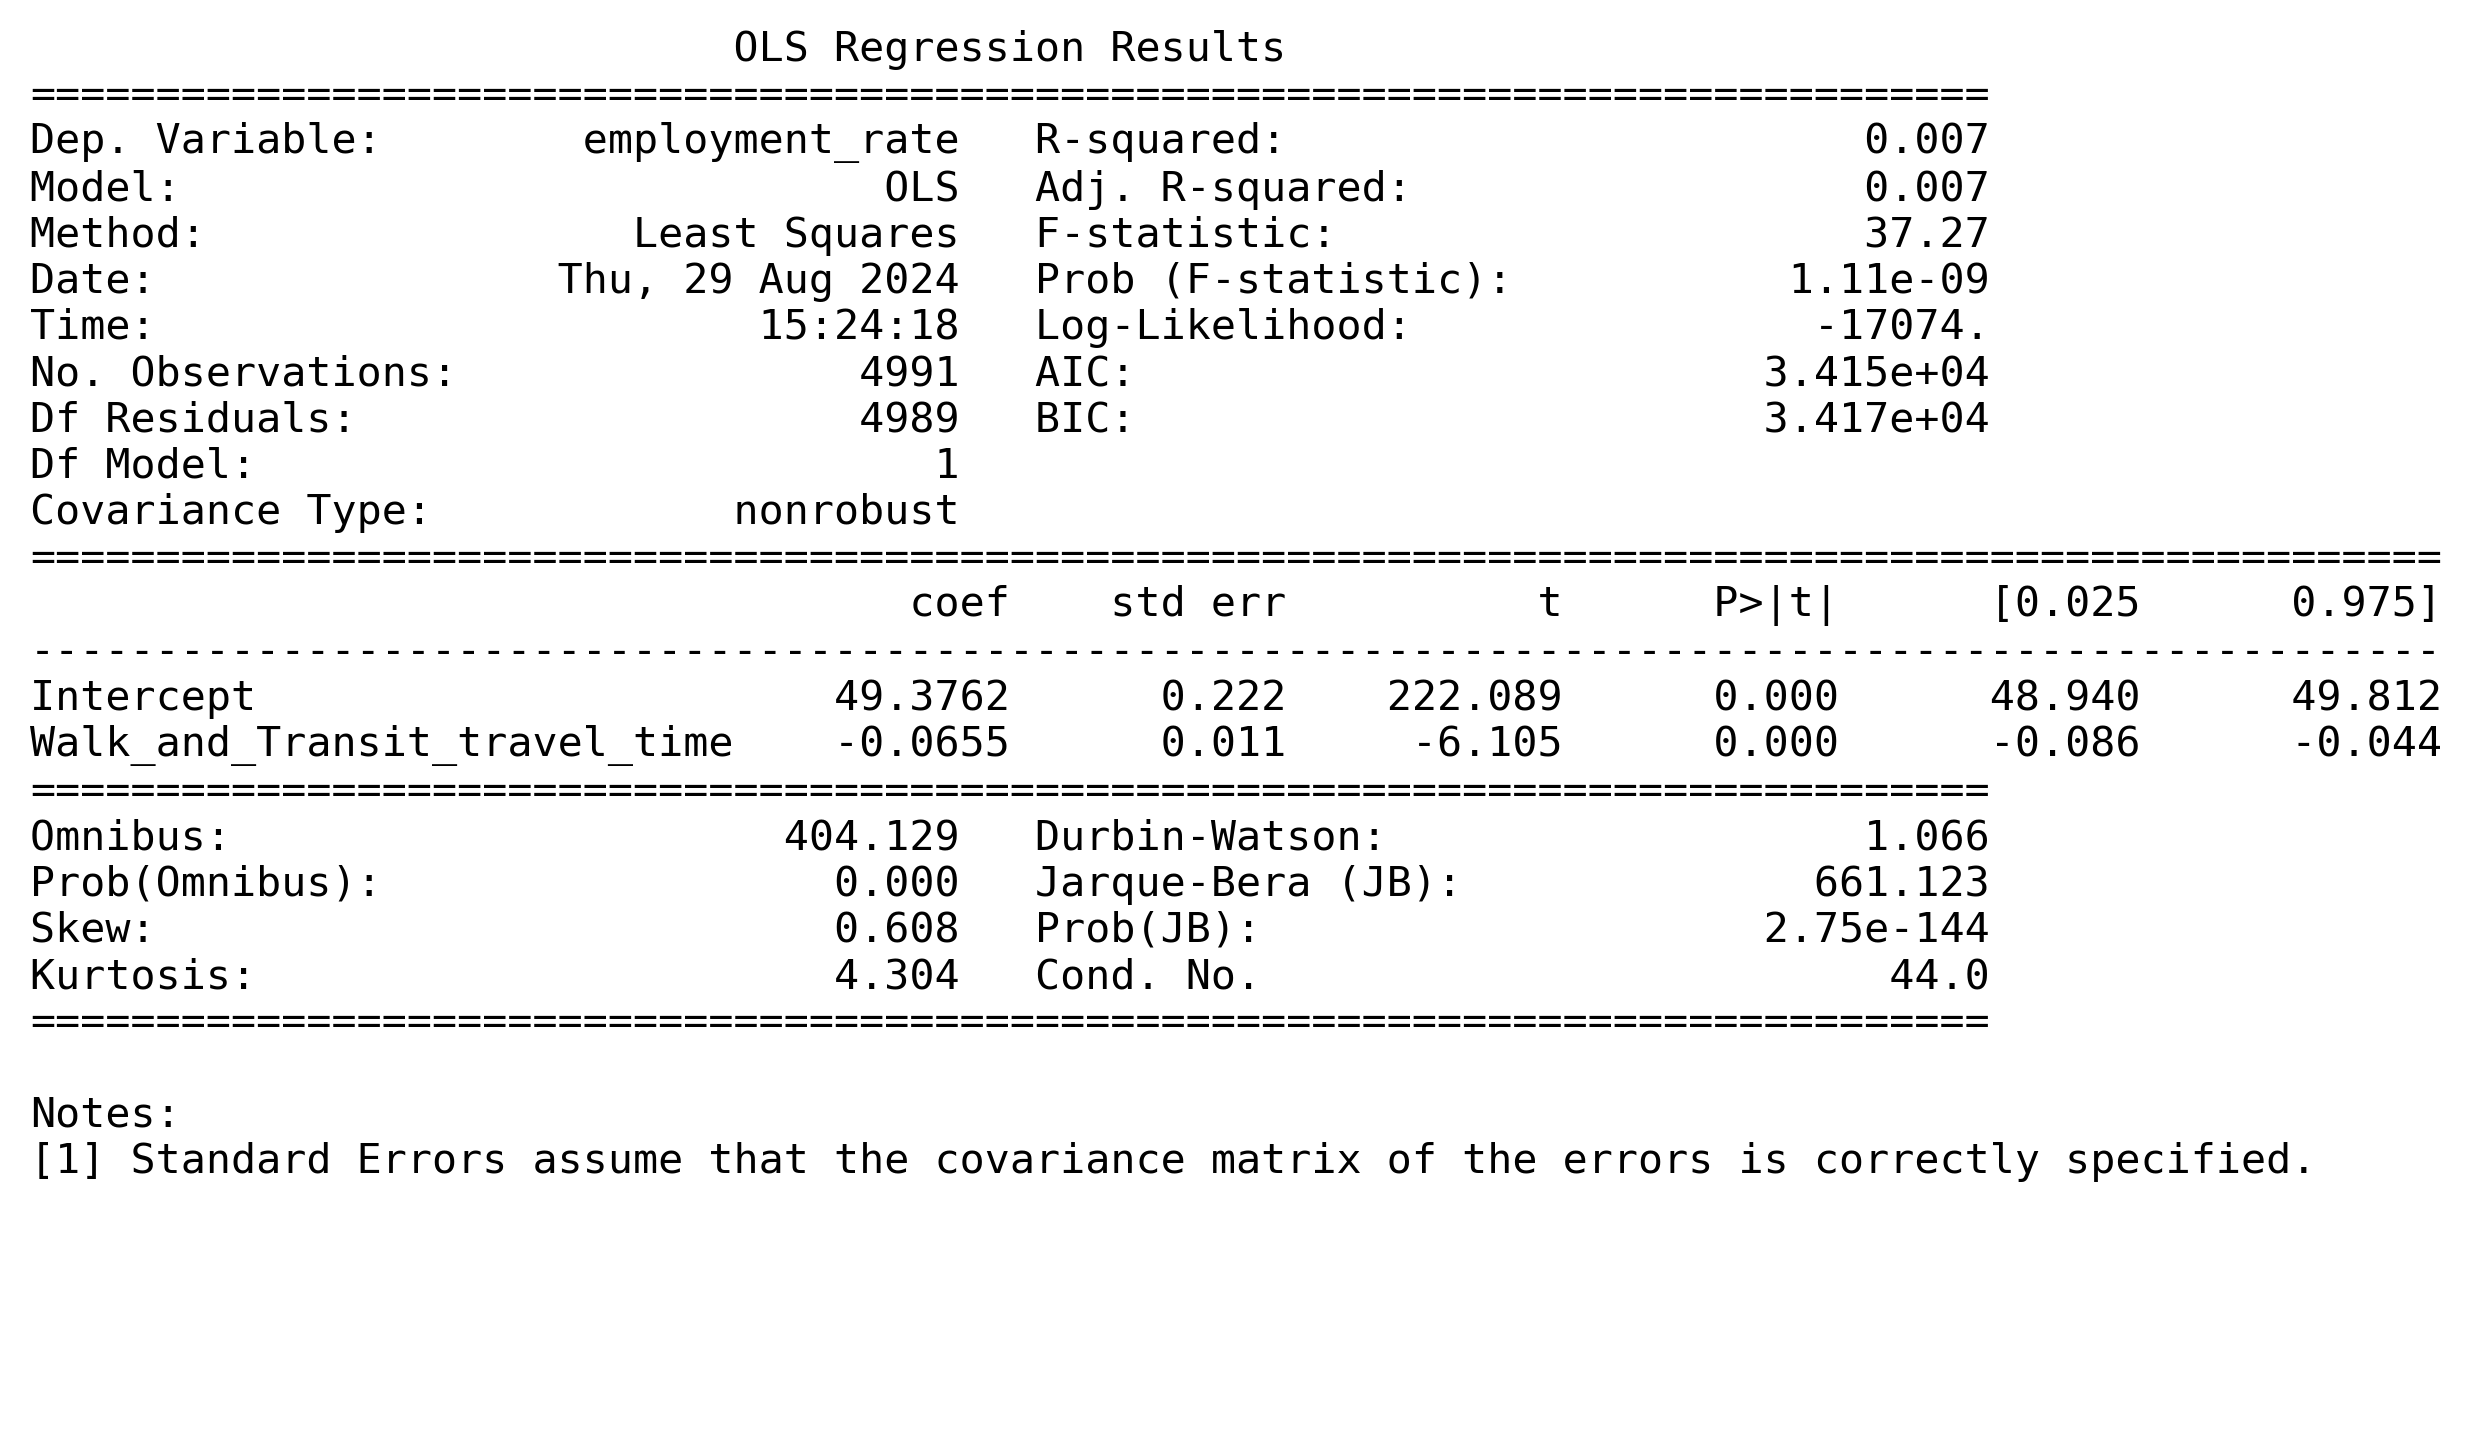 OLS Regression Results
==============================================================================
Dep. Variable:        employment_rate   R-squared:                       0.007
Model:                            OLS   Adj. R-squared:                  0.007
Method:                 Least Squares   F-statistic:                     37.27
Date:                Thu, 29 Aug 2024   Prob (F-statistic):           1.11e-09
Time:                        15:24:18   Log-Likelihood:                -17074.
No. Observations:                4991   AIC:                         3.415e+04
Df Residuals:                    4989   BIC:                         3.417e+04
Df Model:                           1
Covariance Type:            nonrobust
================================================================================================
                                   coef    std err          t      P>|t|      [0.025      0.975]
------------------------------------------------------------------------------------------------
Intercept                       49.3762      0.222    222.089      0.000      48.940      49.812
Walk_and_Transit_travel_time    -0.0655      0.011     -6.105      0.000      -0.086      -0.044
==============================================================================
Omnibus:                      404.129   Durbin-Watson:                   1.066
Prob(Omnibus):                  0.000   Jarque-Bera (JB):              661.123
Skew:                           0.608   Prob(JB):                    2.75e-144
Kurtosis:                       4.304   Cond. No.                         44.0
==============================================================================

Notes:
[1] Standard Errors assume that the covariance matrix of the errors is correctly specified.